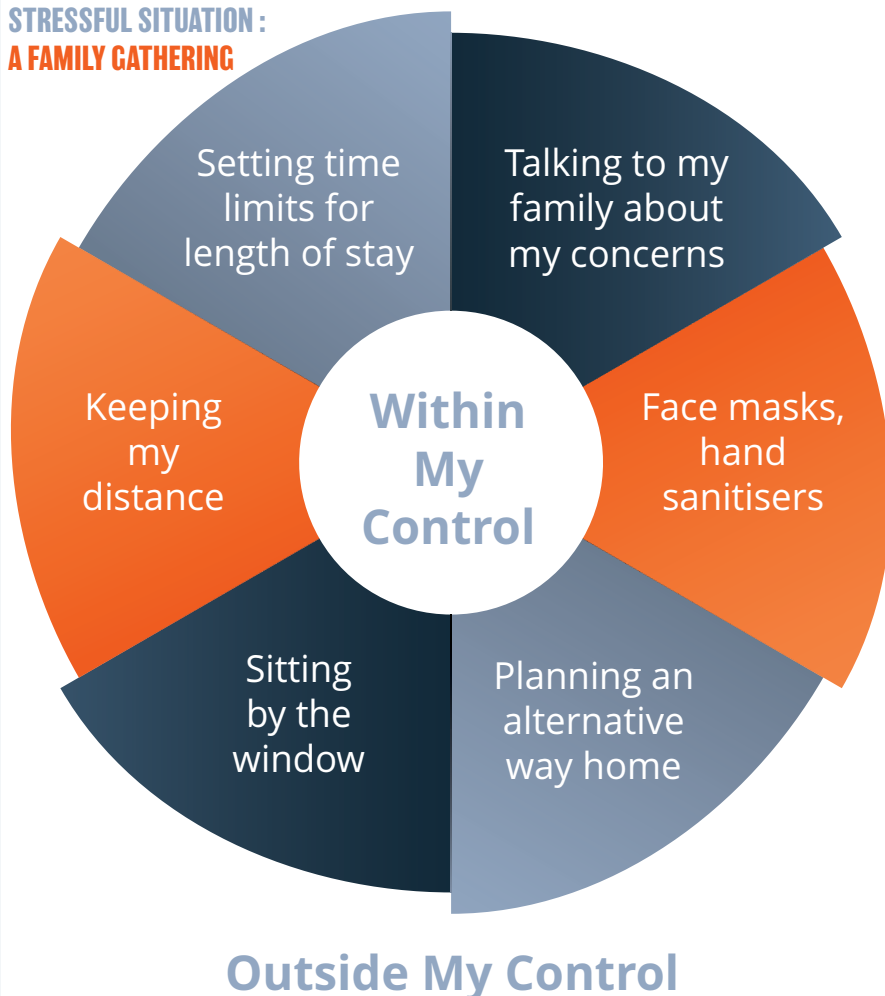 STRESSFUL SITUATION :
A FAMILY GATHERING
Setting time
limits for
length of stay
Talking to my
family about
my concerns
Keeping
my
distance
Within
My
Control
Face masks,
hand
sanitisers
Sitting
by the
window
Planning an
alternative
way home
Outside My Control